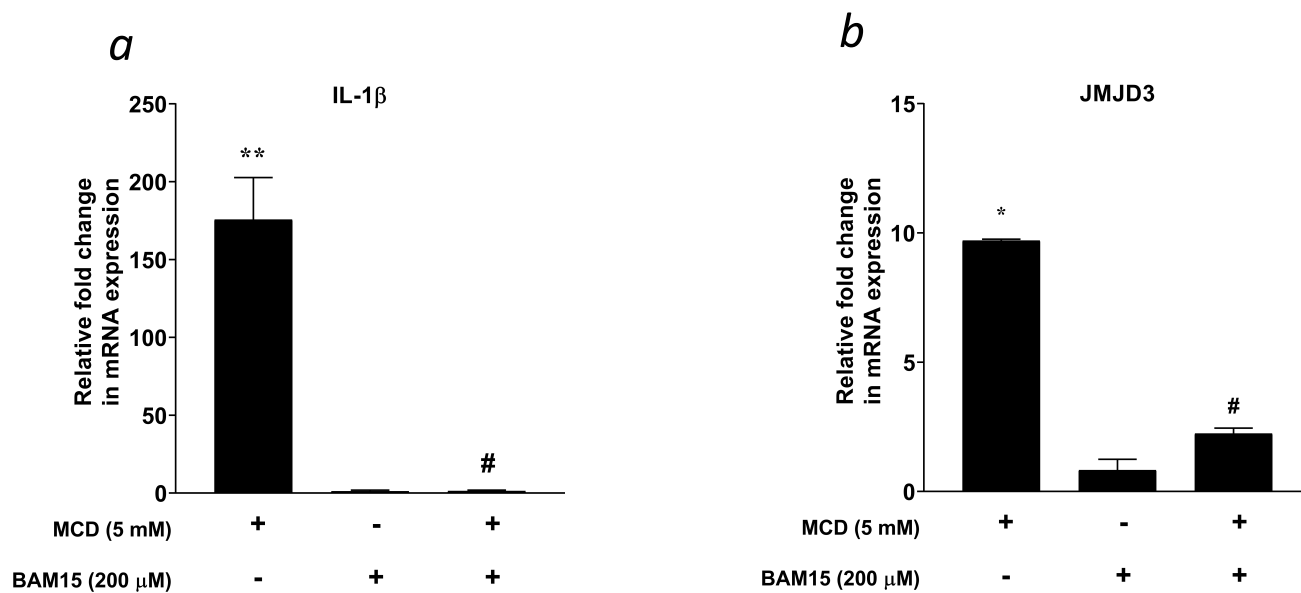 a
IL-1β
250
200
150
100
50
0
Relative fold change
in mRNA expression
**
#
MCD (5 mM) + - +
BAM15 (200 μM) - + +
b
JMJD3
15
10
5
0
Relative fold change
in mRNA expression
*
#
MCD (5 mM) + - +
BAM15 (200 μM) - + +